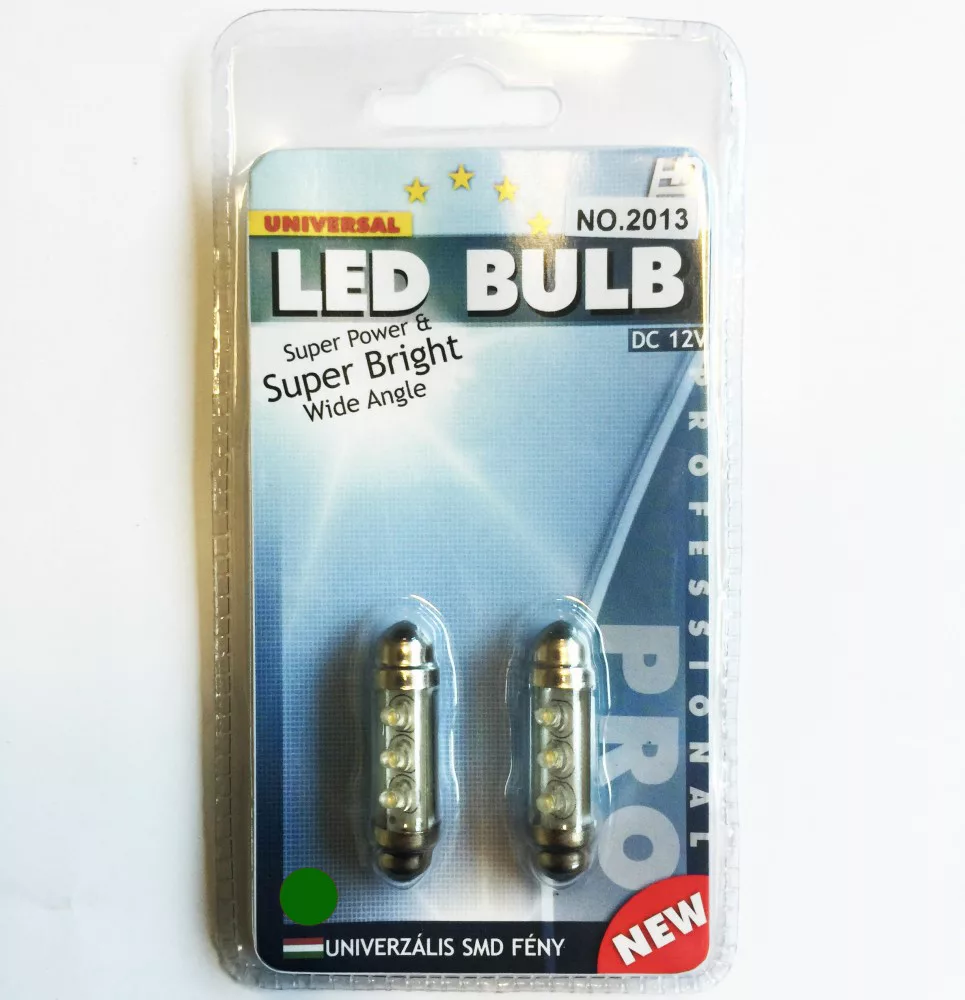 UNIVERSAL
NO.2013
LED BULB
DC 12V
Super Power &
Super Bright
Wide Angle
PROFESSIONAL
PRO
NEW
UNIVERZÁLIS SMD FÉNY